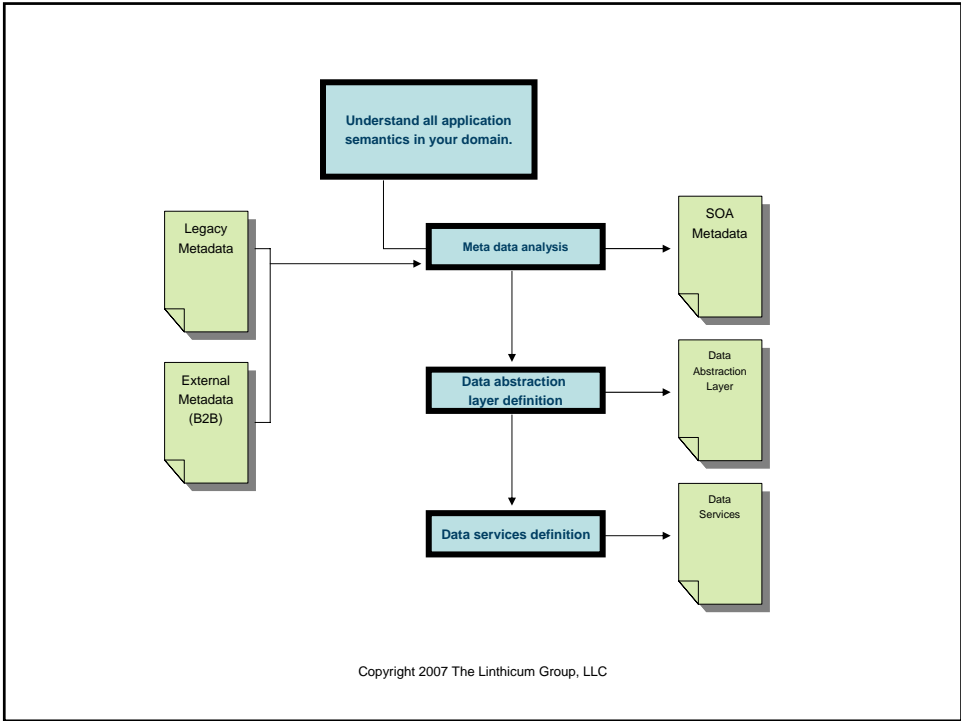 Understand all application
semantics in your domain.
Legacy
Metadata
Meta data analysis
SOA
Metadata
External
Metadata
(B2B)
Data abstraction
layer definition
Data
Abstraction
Layer
Data services definition
Data
Services
Copyright 2007 The Linthicum Group, LLC